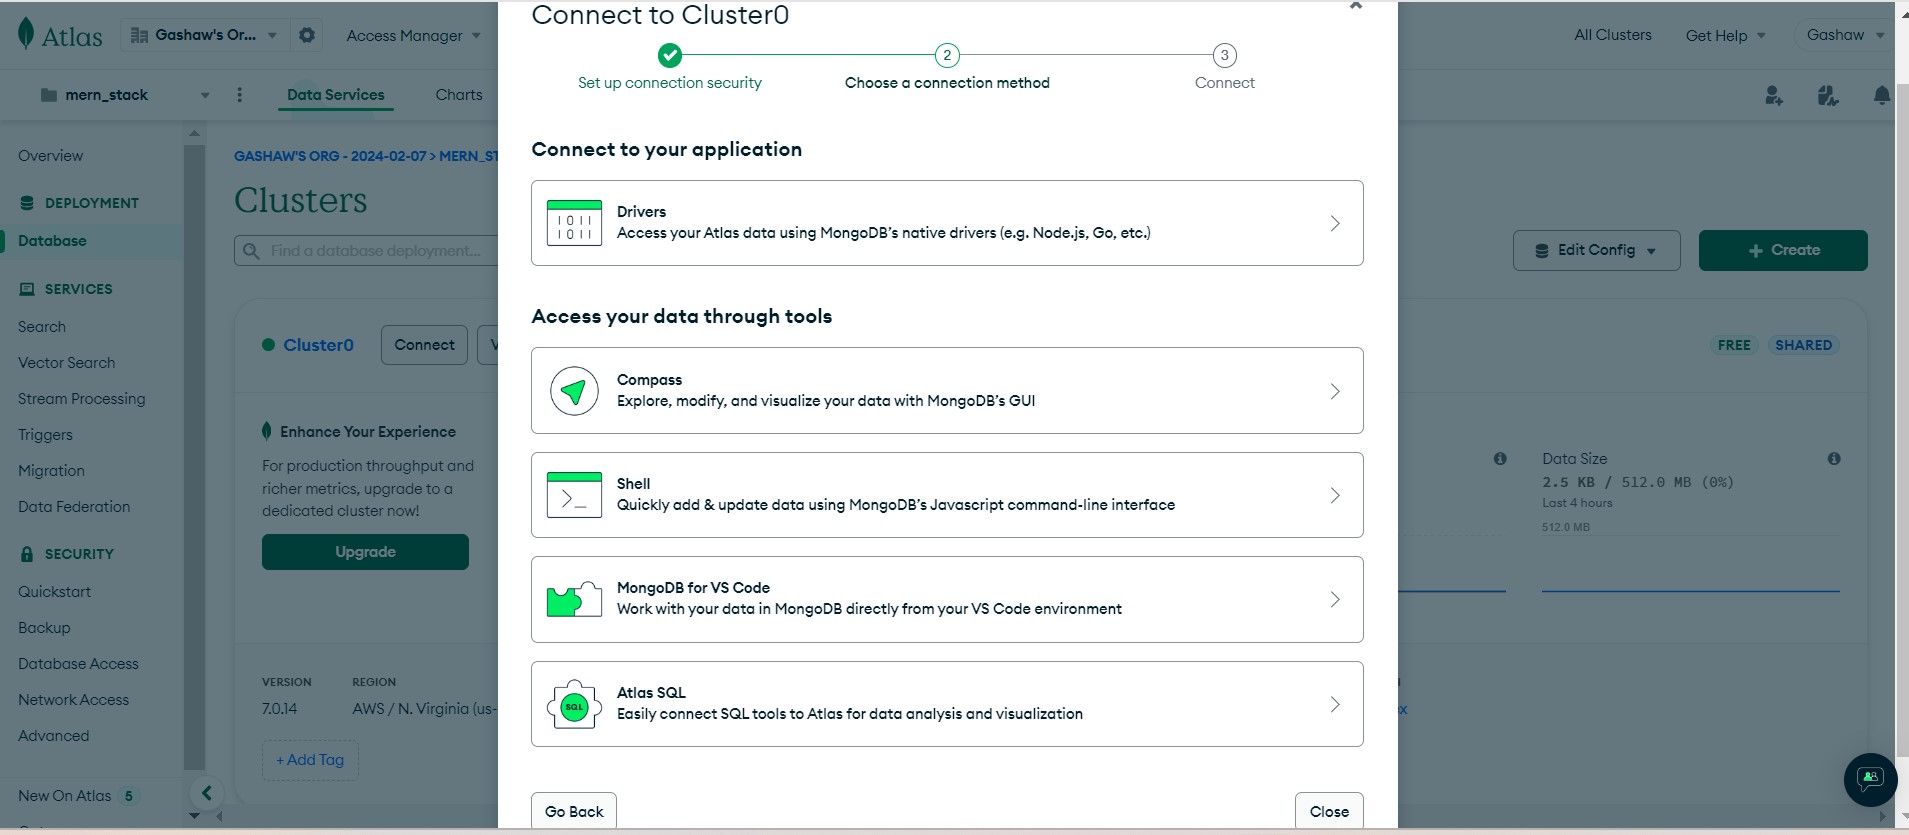 Connect to Cluster0
Atlas
Gashaw's Or...
Access Manager
All Clusters
Get Help
Gashaw
2
3
Set up connection security
Choose a connection method
Connect
mern_stack
Data Services
Charts
Overview
DEPLOYMENT
Database
SERVICES
Search
Vector Search
Stream Processing
Triggers
Migration
Data Federation
SECURITY
Quickstart
Backup
Database Access
Network Access
Advanced
New On Atlas 5
GASHAW'S ORG - 2024-02-07 > MERN_ST
Clusters
Find a database deployment...
Edit Config
+ Create
Cluster0
Connect
V
FREE
SHARED
Enhance Your Experience
For production throughput and
richer metrics, upgrade to a
dedicated cluster now!
Upgrade
VERSION
7.0.14
REGION
AWS / N. Virginia (us-
+ Add Tag
Data Size
2.5 KB / 512.0 MB (0%)
Last 4 hours
512.0 MB
Connect to your application
1011
1011
Drivers
Access your Atlas data using MongoDB's native drivers (e.g. Node.js, Go, etc.)
Access your data through tools
Compass
Explore, modify, and visualize your data with MongoDB's GUI
Shell
Quickly add & update data using MongoDB's Javascript command-line interface
MongoDB for VS Code
Work with your data in MongoDB directly from your VS Code environment
SQL
Atlas SQL
Easily connect SQL tools to Atlas for data analysis and visualization
Go Back
Close